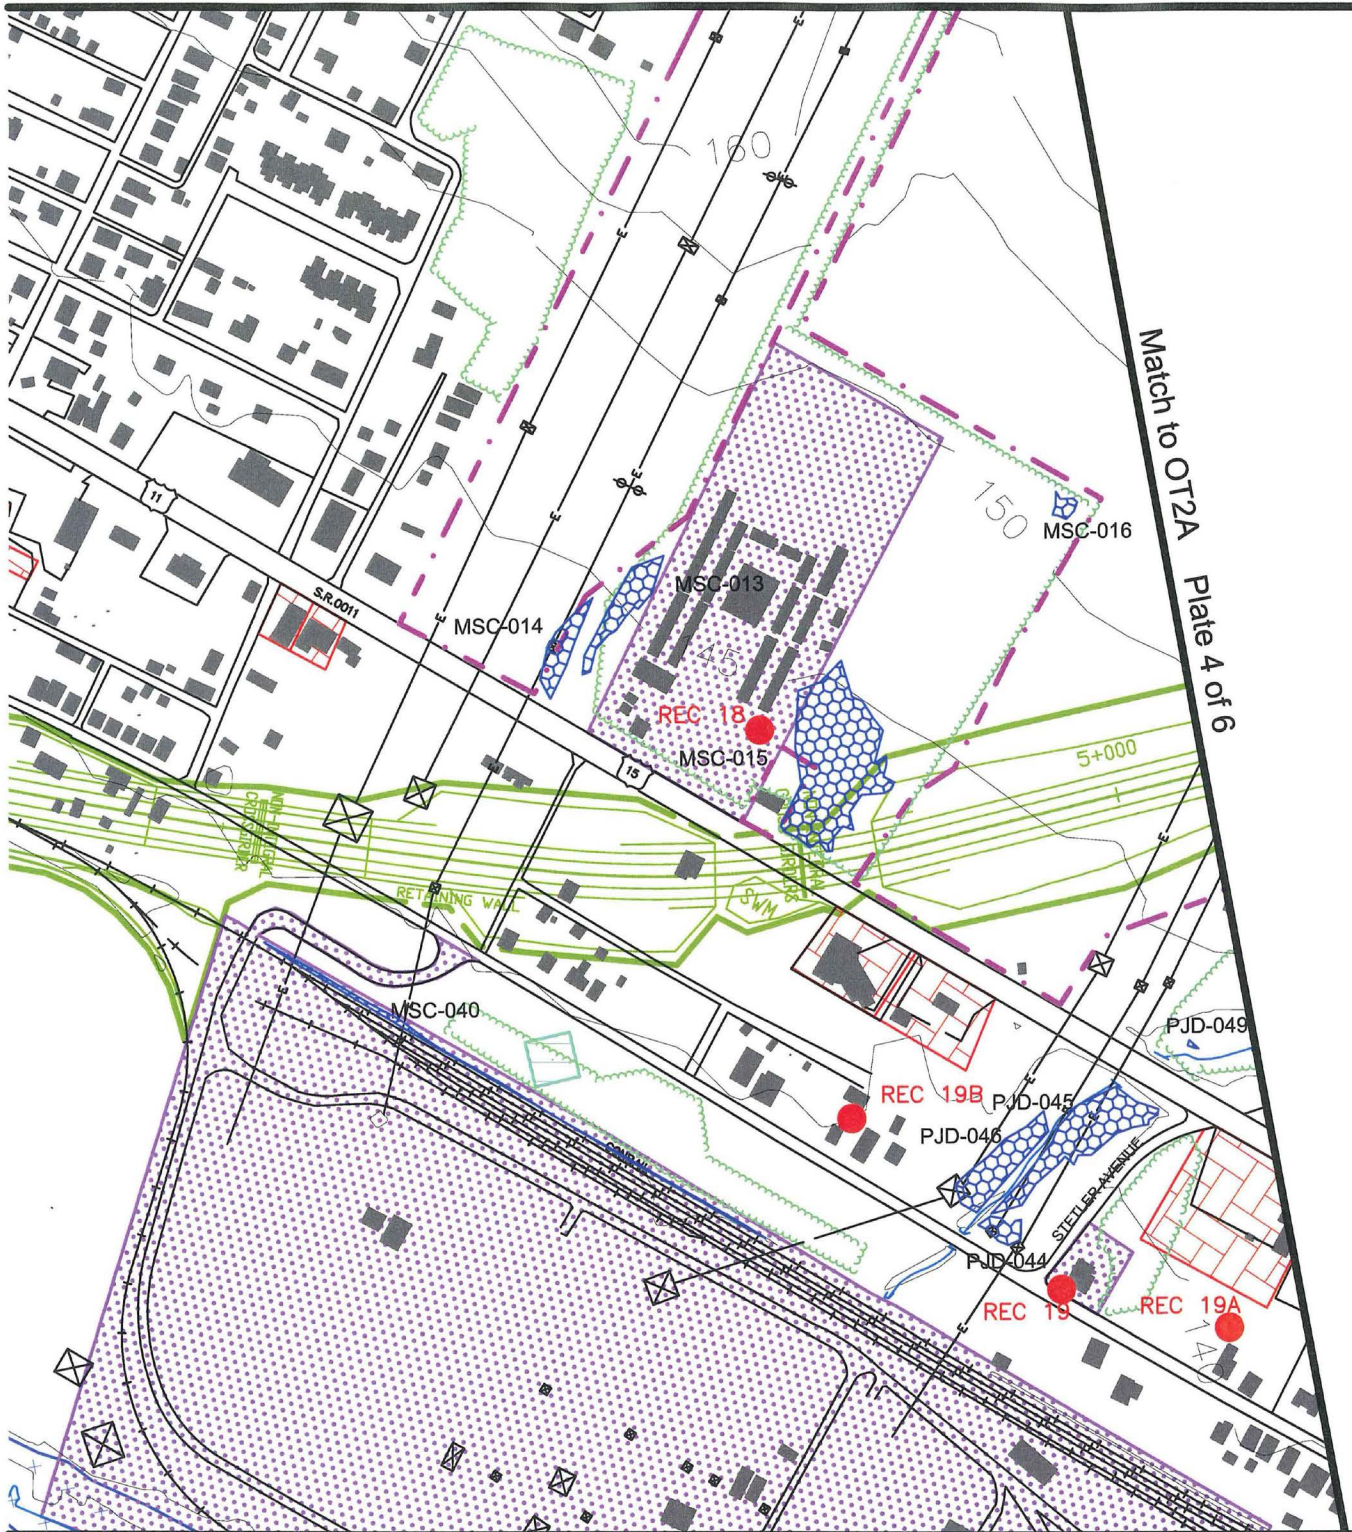 160
Match to OT2A Plate 4 of 6
11
150
MSC-016
S.R.0011
MSC-013
MSC-014
145
REC 18
MSC-015
15
5+000
RETAINING WALL
SWM
MSC-040
PJD-049
REC 19B
PJD-045
PJD-046
STETLER AVENUE
CONRAIL
PJD-044
REC 19
REC 19A
140